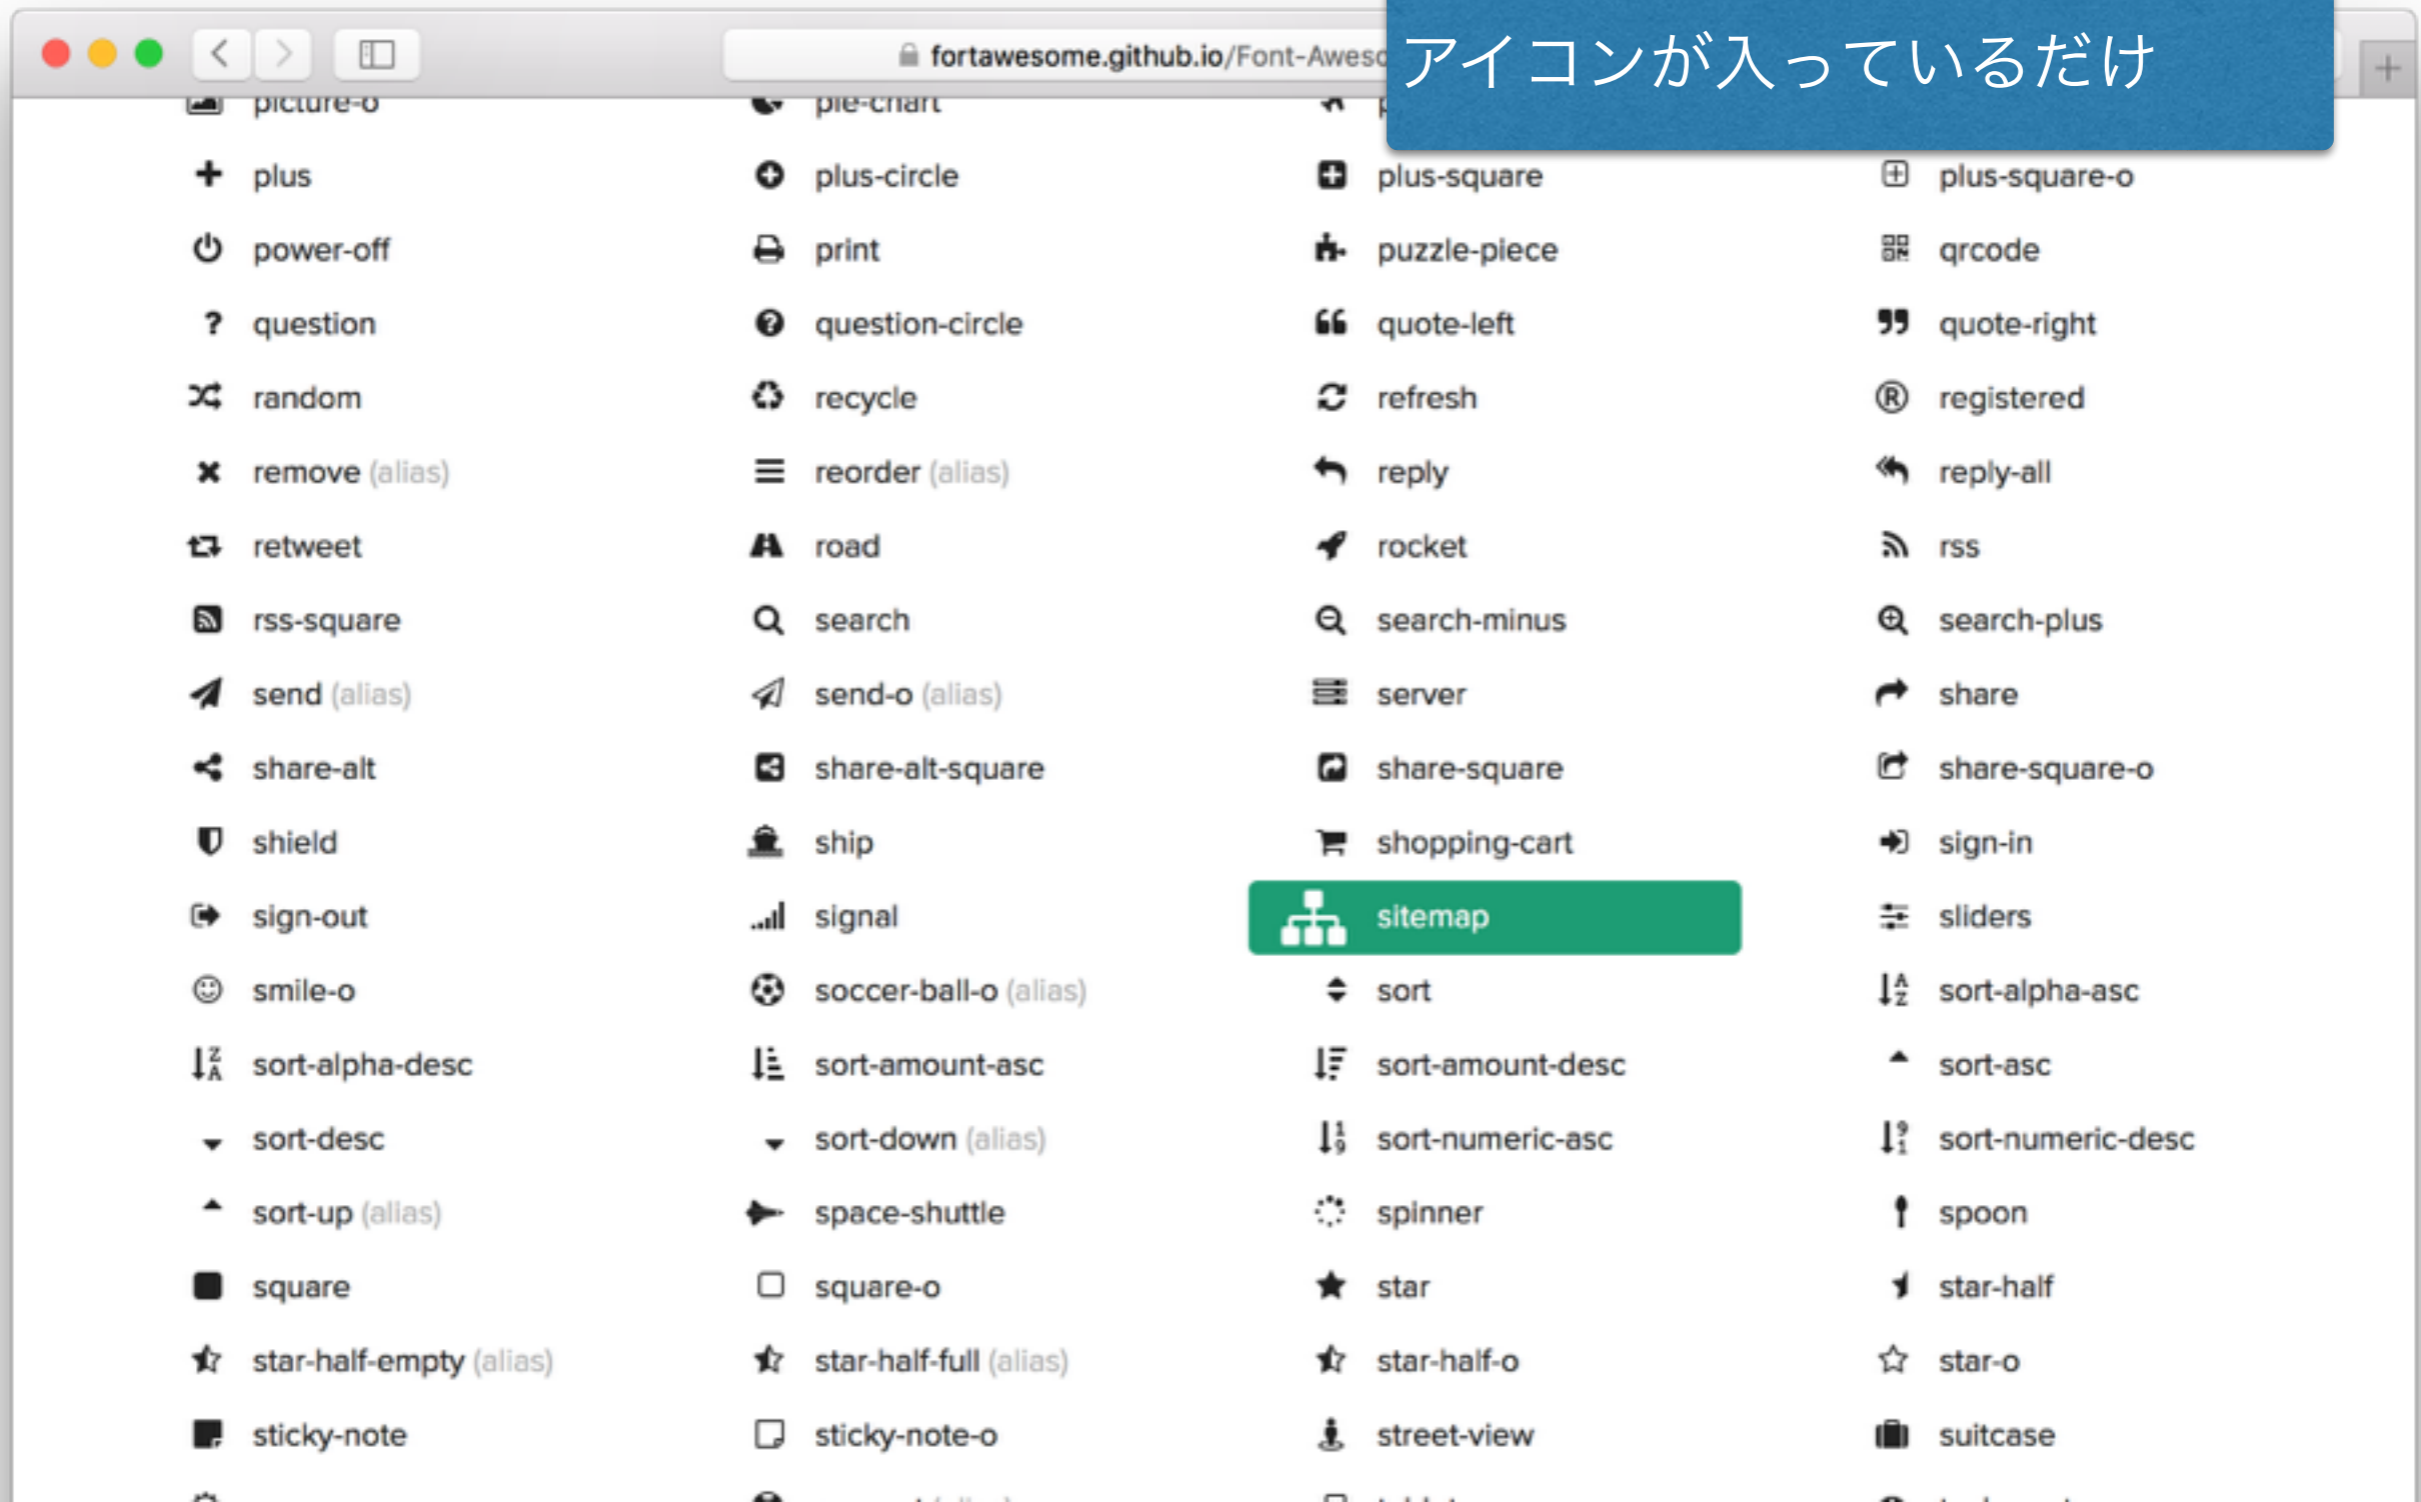 fortawesome.github.io/Font-Aweso
アイコンが入っているだけ
picture-o pie-chart
plus plus-circle plus-square plus-square-o
power-off print puzzle-piece qrcode
question question-circle quote-left quote-right
random recycle refresh registered
remove (alias) reorder (alias) reply reply-all
retweet road rocket rss
rss-square search search-minus search-plus
send (alias) send-o (alias) server share
share-alt share-alt-square share-square share-square-o
shield ship shopping-cart sign-in
sign-out signal sitemap sliders
smile-o soccer-ball-o (alias) sort sort-alpha-asc
sort-alpha-desc sort-amount-asc sort-amount-desc sort-asc
sort-desc sort-down (alias) sort-numeric-asc sort-numeric-desc
sort-up (alias) space-shuttle spinner spoon
square square-o star star-half
star-half-empty (alias) star-half-full (alias) star-half-o star-o
sticky-note sticky-note-o street-view suitcase